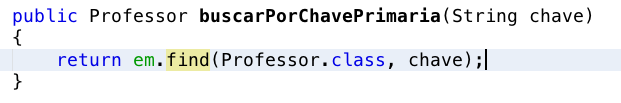 public Professor buscarPorChavePrimaria(String chave)
{
    return em.find(Professor.class, chave);
}